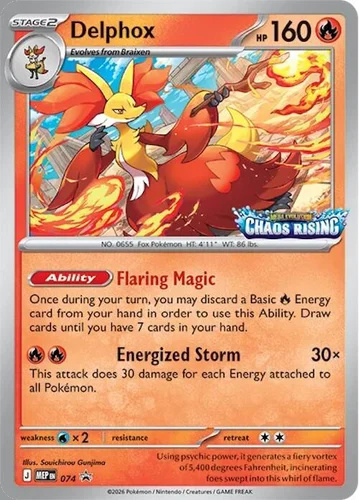 STAGE2
Delphox
HP 160
Evolves from Braixen
MEGA EVOLUTION
CHAOS RISING
NO. 0655 Fox Pokémon HT: 4'11" WT: 86 lbs.
Ability Flaring Magic
Once during your turn, you may discard a Basic Energy
card from your hand in order to use this Ability. Draw
cards until you have 7 cards in your hand.
Energized Storm 30×
This attack does 30 damage for each Energy attached to
all Pokémon.
weakness ×2 resistance retreat
Illus. Souichirou Gunjima
J MEP EN 074
Using psychic power, it generates a fiery vortex
of 5,400 degrees Fahrenheit, incinerating
foes swept into this whirl of flame.
©2026 Pokémon / Nintendo / Creatures / GAME FREAK